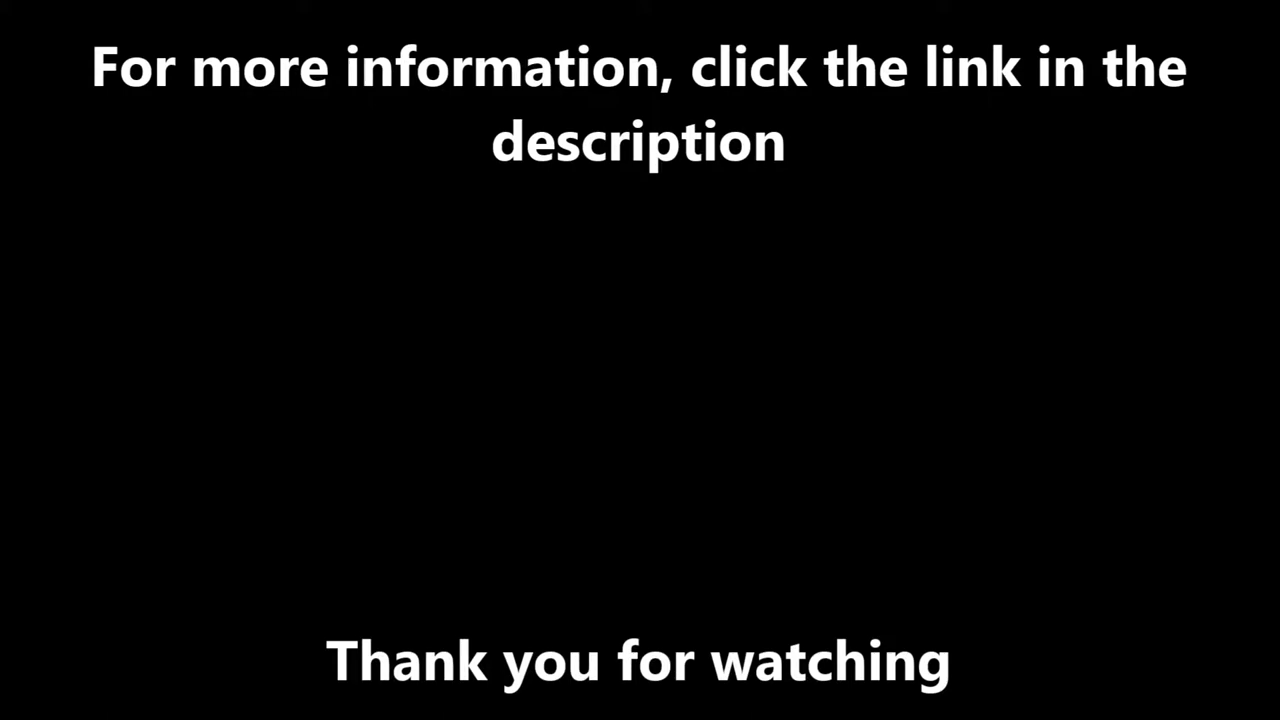 For more information, click the link in the
description
Thank you for watching